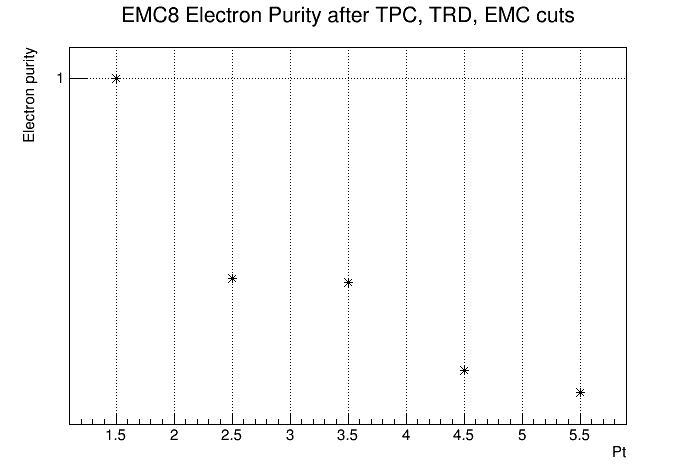 EMC8 Electron Purity after TPC, TRD, EMC cuts
Electron purity
1
1.5 2 2.5 3 3.5 4 4.5 5 5.5
Pt